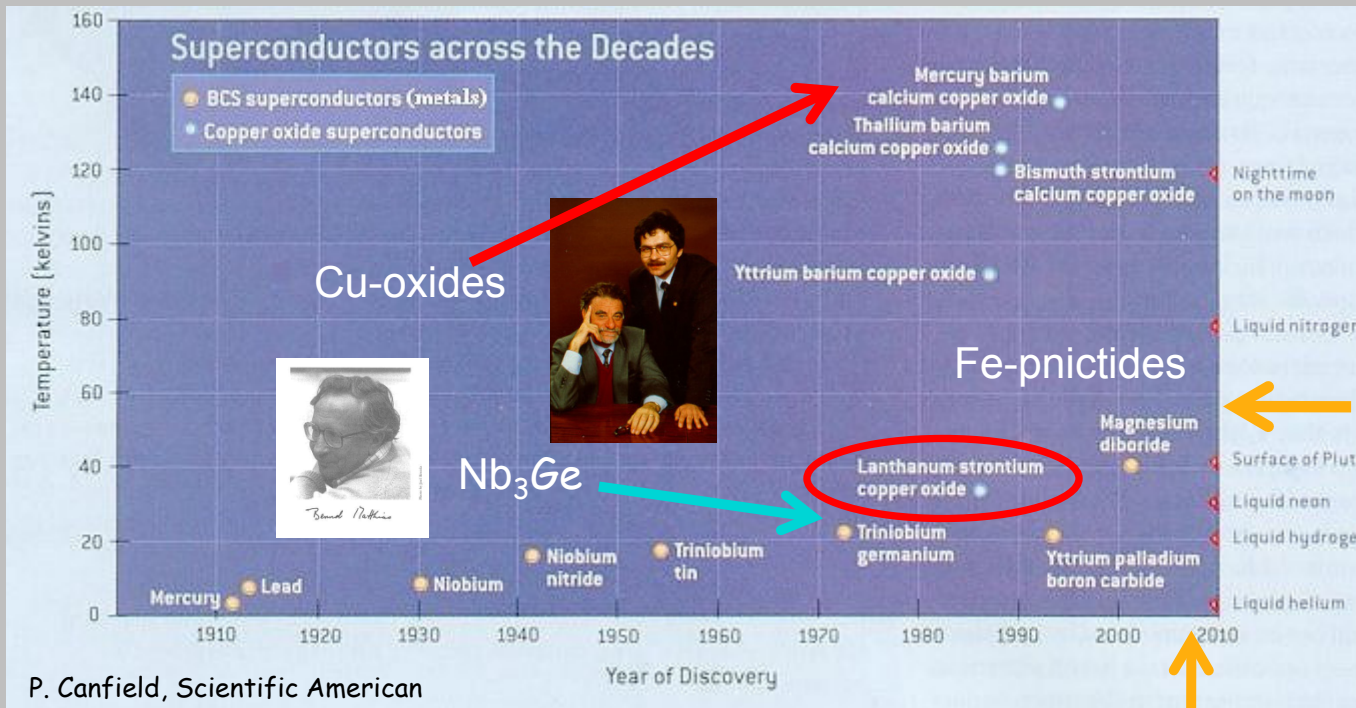 Superconductors across the Decades
BCS superconductors (metals)
Copper oxide superconductors
160
140
120
100
80
60
40
20
0
Temperature (kelvins)
Mercury barium
calcium copper oxide
Thallium barium
calcium copper oxide
Bismuth strontium
calcium copper oxide
Nighttime
on the moon
Cu-oxides
Yttrium barium copper oxide
Liquid nitrogen
Fe-pnictides
Magnesium
diboride
Lanthanum strontium
copper oxide
Surface of Plut
Nb₃Ge
Liquid neon
Triniobium
germanium
Liquid hydroge
Yttrium palladium
boron carbide
Niobium
nitride
Triniobium
tin
Mercury
Lead
Niobium
Liquid helium
1910
1920
1930
1940
1950
1960
1970
1980
1990
2000
2010
Year of Discovery
P. Canfield, Scientific American